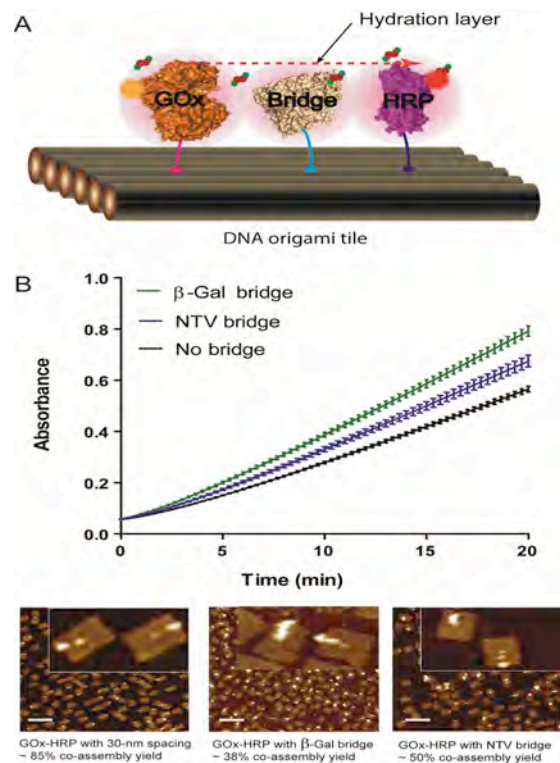 A
Hydration layer
GOx
Bridge
HRP
DNA origami tile
B
1.0
0.8
0.6
0.4
0.2
0.0
Absorbance
β-Gal bridge
NTV bridge
No bridge
0
5
10
15
20
Time (min)
GOx-HRP with 30-nm spacing
~ 85% co-assembly yield
GOx-HRP with β-Gal bridge
~ 38% co-assembly yield
GOx-HRP with NTV bridge
~ 50% co-assembly yield